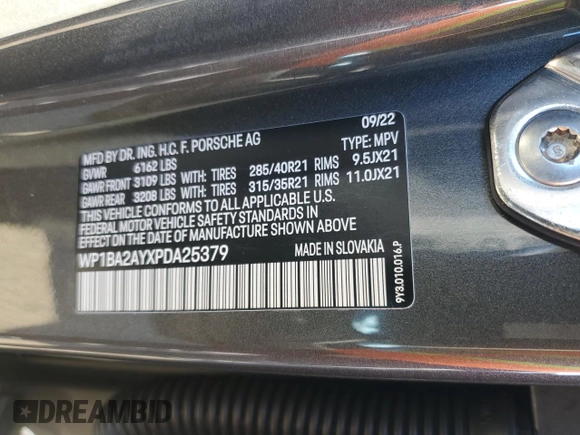 09/22
MFD BY DR. ING. H.C. F. PORSCHE AG TYPE: MPV
GVWR 6162 LBS
GAWR FRONT 3109 LBS WITH: TIRES 285/40R21 RIMS 9.5JX21
GAWR REAR 3208 LBS WITH: TIRES 315/35R21 RIMS 11.0JX21
THIS VEHICLE CONFORMS TO ALL APPLICABLE U.S.
FEDERAL MOTOR VEHICLE SAFETY STANDARDS IN
EFFECT ON THE DATE OF MANUFACTURE SHOWN ABOVE
WP1BA2AYXPDA25379 MADE IN SLOVAKIA
9Y3.010.016.P
DREAMBID